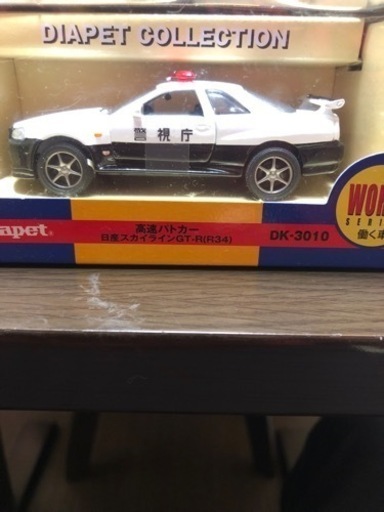 DIAPET COLLECTION
警視庁
apet®
高速パトカー
日産スカイラインGT-R(R34)
DK-3010
WOR
SERI
働く車